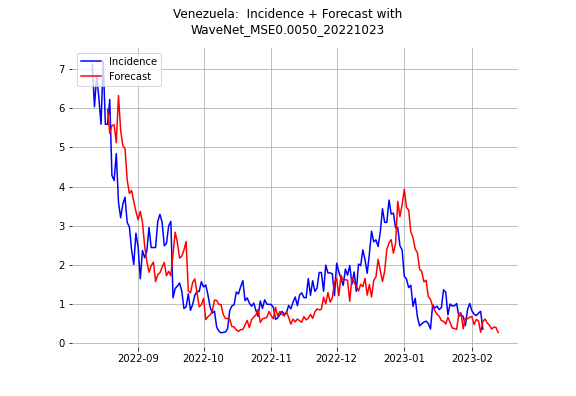 Venezuela:  Incidence + Forecast with
WaveNet_MSE0.0050_20221023
Incidence
Forecast
7
6
5
4
3
2
1
0
2022-09 2022-10 2022-11 2022-12 2023-01 2023-02